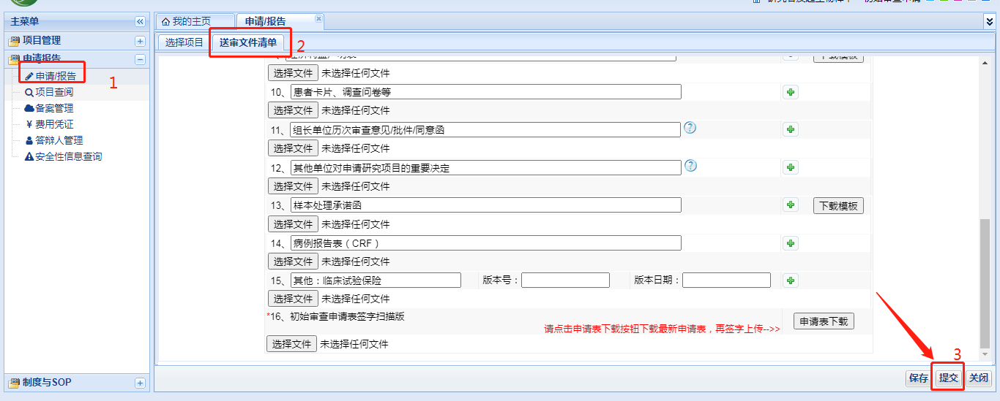 主菜单
我的主页
申请/报告
项目管理
选择项目
送审文件清单
2
申请报告
下载模板
申请/报告
1
选择文件 未选择任何文件
项目查阅
10、患者卡片、调查问卷等
备案管理
选择文件 未选择任何文件
费用凭证
11、组长单位历次审查意见/批件/同意函
答辩人管理
选择文件 未选择任何文件
安全性信息查询
12、其他单位对申请研究项目的重要决定
选择文件 未选择任何文件
13、样本处理承诺函
下载模板
选择文件 未选择任何文件
14、病例报告表（CRF）
选择文件 未选择任何文件
15、其他：临床试验保险 版本号： 版本日期：
选择文件 未选择任何文件
*16、初始审查申请表签字扫描版
请点击申请表下载按钮下载最新申请表，再签字上传-->>
申请表下载
选择文件 未选择任何文件
3
制度与SOP
保存 提交 关闭